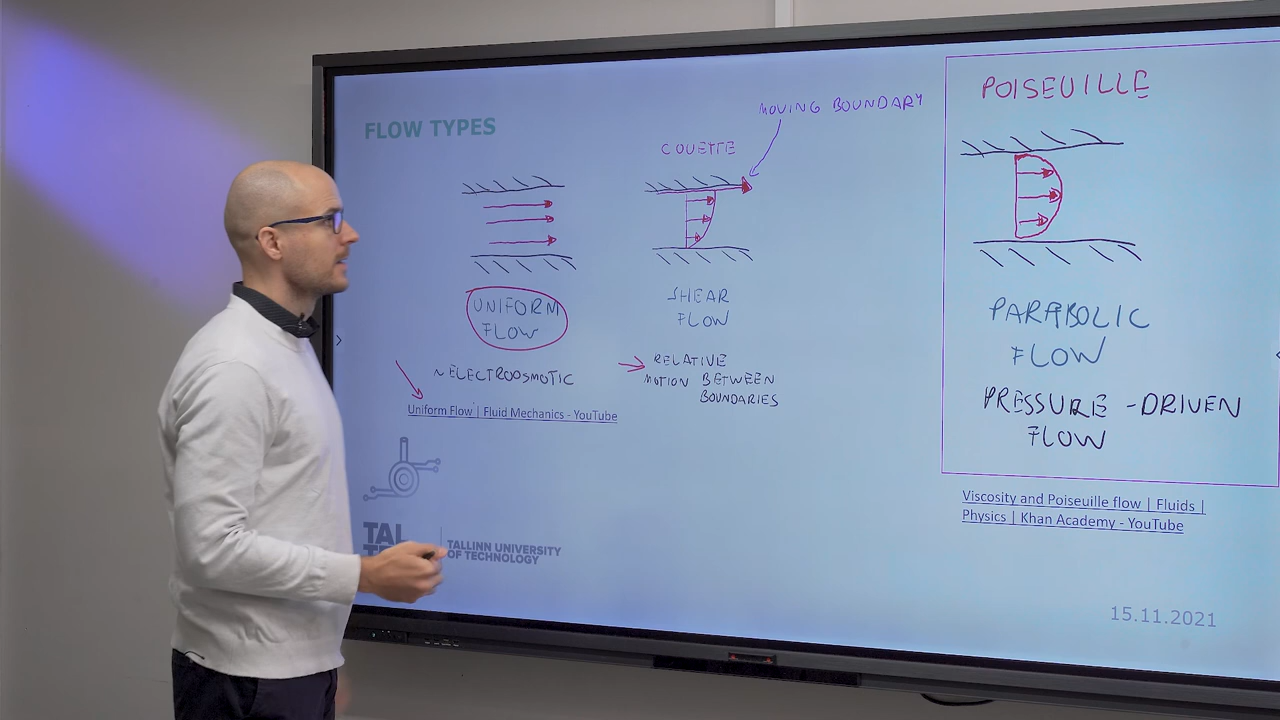 FLOW TYPES
UNIFORM
FLOW
~ ELECTROOSMOTIC
Uniform Flow | Fluid Mechanics - YouTube
COUETTE
MOVING BOUNDARY
SHEAR
FLOW
RELATIVE
MOTION BETWEEN
BOUNDARIES
POISEUILLE
PARABOLIC
FLOW
PRESSURE - DRIVEN
FLOW
Viscosity and Poiseuille flow | Fluids |
Physics | Khan Academy - YouTube
TAL
TALLINN UNIVERSITY
OF TECHNOLOGY
15.11.2021